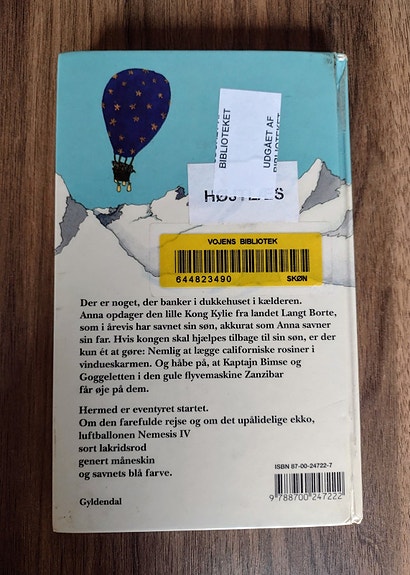 BIBLIOTEKET
UDGÅET AF
BIBLIOTEKET
VOJENS BIBLIOTEK
644823490
SKØN
Der er noget, der banker i dukkehuset i kælderen.
Anna opdager den lille Kong Kylie fra landet Langt Borte,
som i årevis har savnet sin søn, akkurat som Anna savner
sin far. Hvis kongen skal hjælpes tilbage til sin søn, er der
kun ét at gøre: Nemlig at lægge californiske rosiner i
vindueskarmen. Og håbe på, at Kaptajn Bimse og
Goggeletten i den gule flyvemaskine Zanzibar
får øje på dem.
Hermed er eventyret startet.
Om den farefulde rejse og om det upålidelige ekko,
luftballonen Nemesis IV
sort lakridsrod
genert måneskin
og savnets blå farve.
ISBN 87-00-24722-7
Gyldendal
9 788700 247222